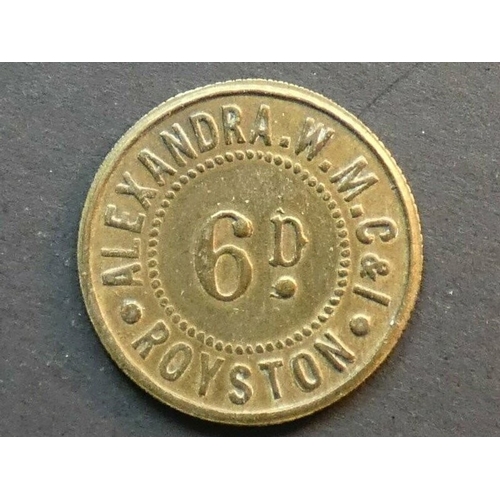 ALEXANDRA.W.M.C&I
6D.
• ROYSTON •